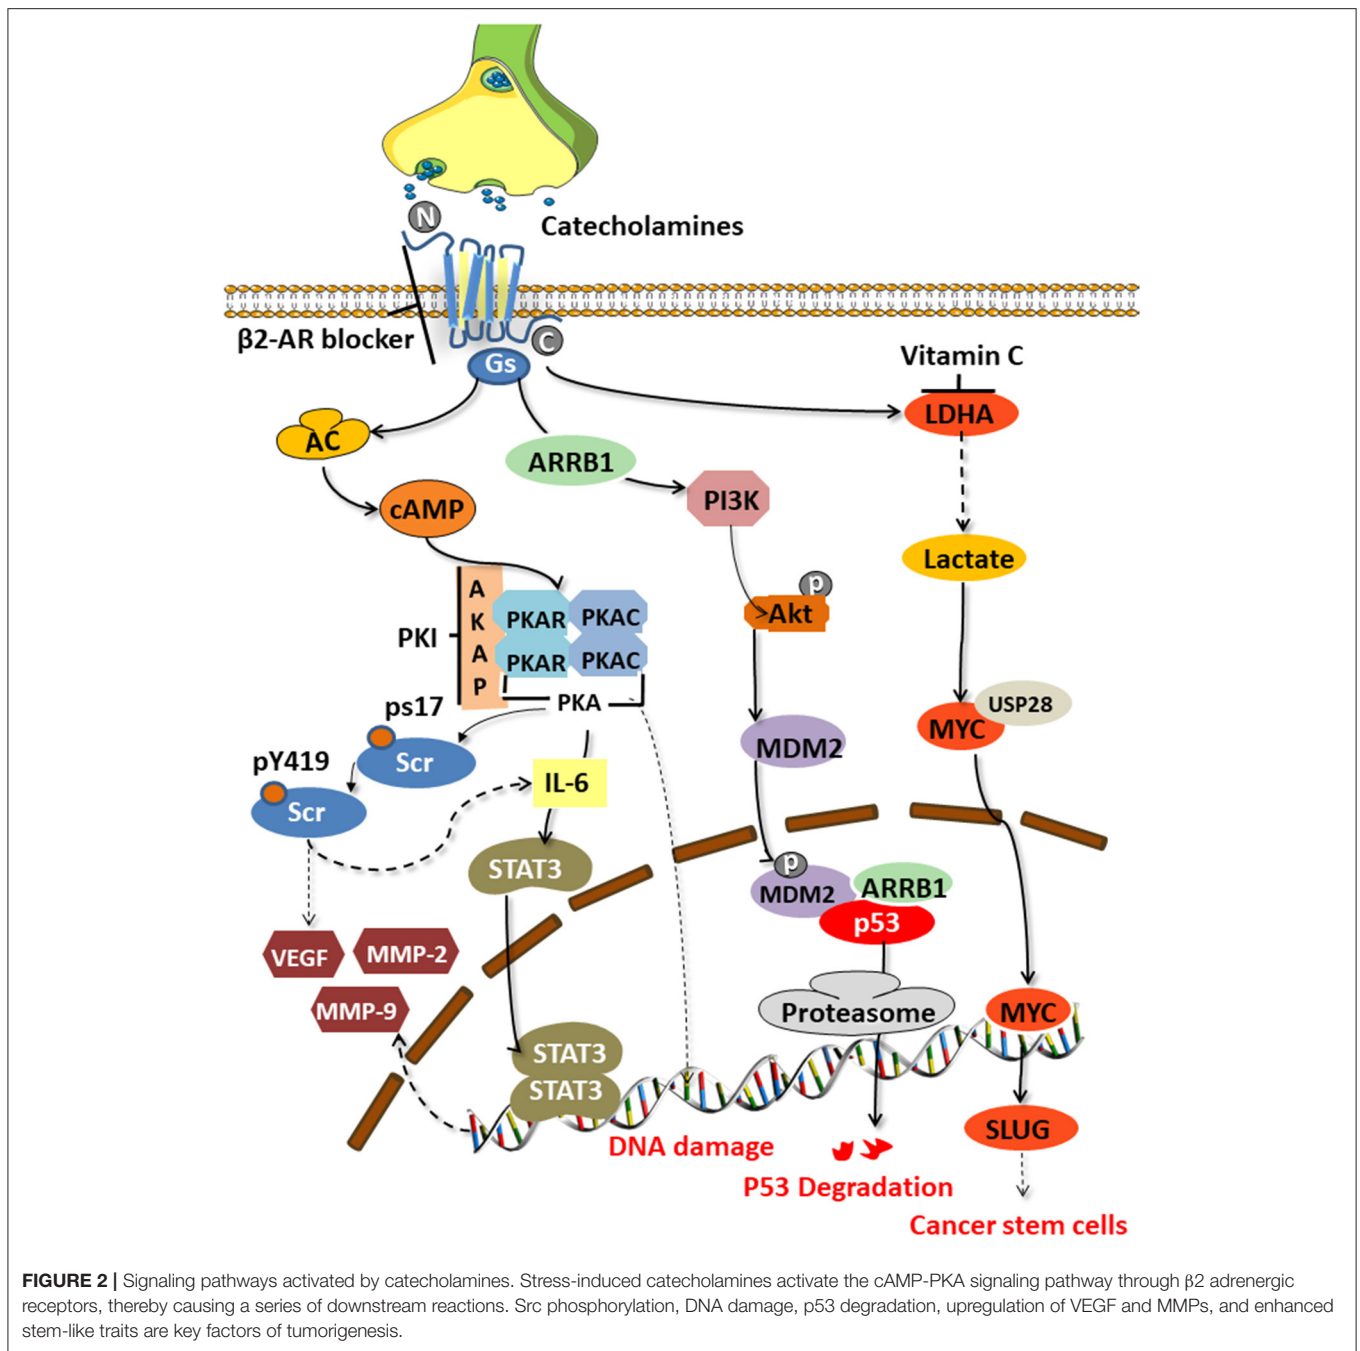 N
Catecholamines
β2-AR blocker
C
Gs
Vitamin C
LDHA
AC
ARRB1
cAMP
PI3K
Lactate
A
K
A
P
PKI
PKAR
PKAC
PKAR
PKAC
PKA
p
Akt
ps17
Scr
pY419
Scr
IL-6
USP28
MYC
MDM2
STAT3
p
MDM2
ARRB1
p53
VEGF
MMP-2
MMP-9
Proteasome
MYC
STAT3
STAT3
SLUG
DNA damage
P53 Degradation
Cancer stem cells
FIGURE 2 | Signaling pathways activated by catecholamines. Stress-induced catecholamines activate the cAMP-PKA signaling pathway through β2 adrenergic
receptors, thereby causing a series of downstream reactions. Src phosphorylation, DNA damage, p53 degradation, upregulation of VEGF and MMPs, and enhanced
stem-like traits are key factors of tumorigenesis.